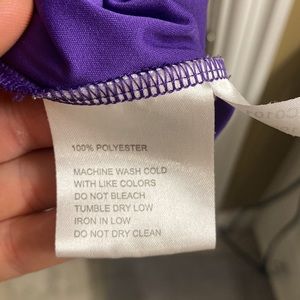 100% POLYESTER
MACHINE WASH COLD
WITH LIKE COLORS
DO NOT BLEACH
TUMBLE DRY LOW
IRON IN LOW
DO NOT DRY CLEAN